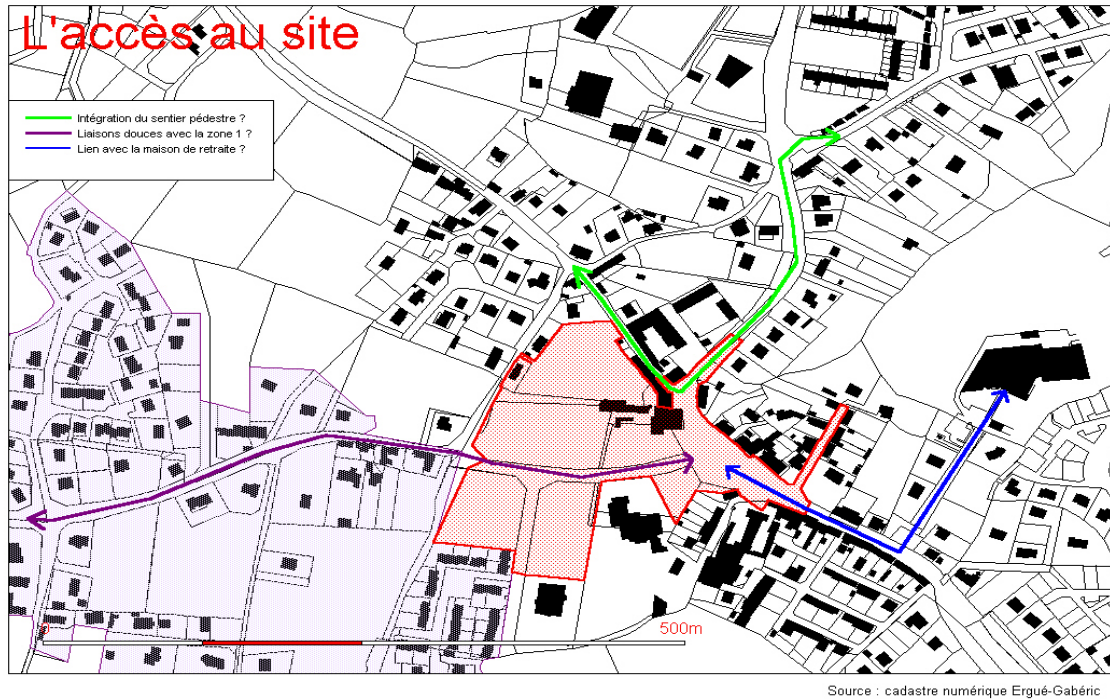 L'accès au site
Intégration du sentier pédestre ?
Liaisons douces avec la zone 1 ?
Lien avec la maison de retraite ?
0
500m
Source : cadastre numérique Ergué-Gabéric